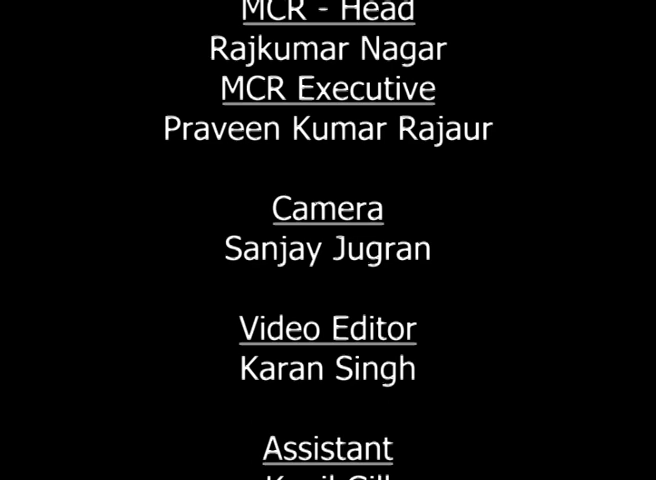 MCR - Head
Rajkumar Nagar
MCR Executive
Praveen Kumar Rajaur
Camera
Sanjay Jugran
Video Editor
Karan Singh
Assistant